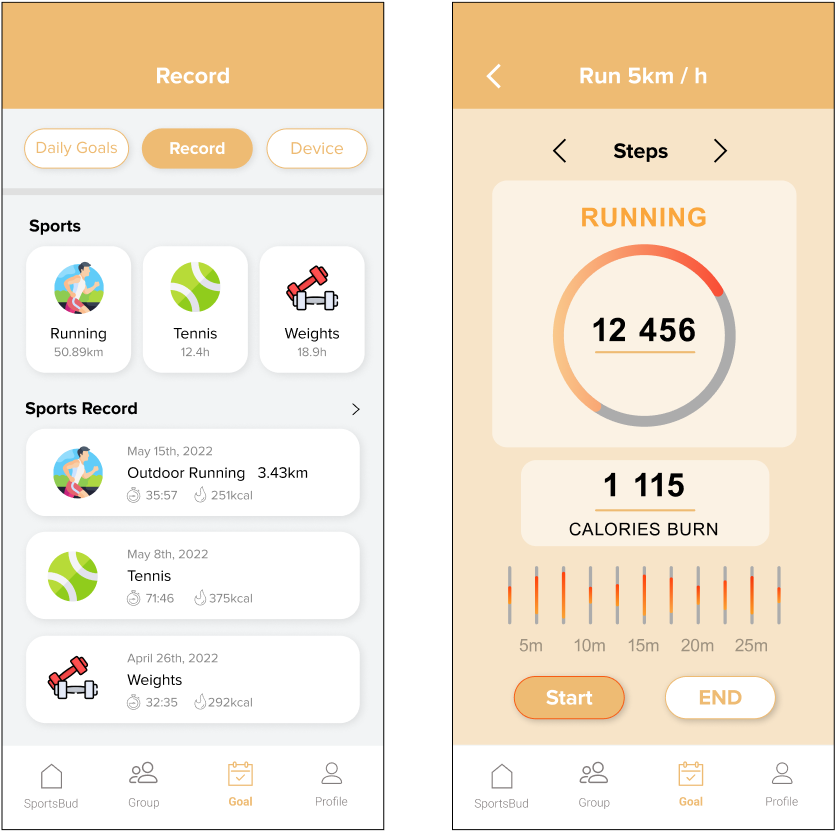 Record
Daily Goals Record Device
Sports
Running Tennis Weights
50.89km 12.4h 18.9h
Sports Record
May 15th, 2022
Outdoor Running 3.43km
35:57 251kcal
May 8th, 2022
Tennis
71:46 375kcal
April 26th, 2022
Weights
32:35 292kcal
SportsBud Group Goal Profile
Run 5km / h
Steps
RUNNING
12 456
1 115
CALORIES BURN
5m 10m 15m 20m 25m
Start END
SportsBud Group Goal Profile